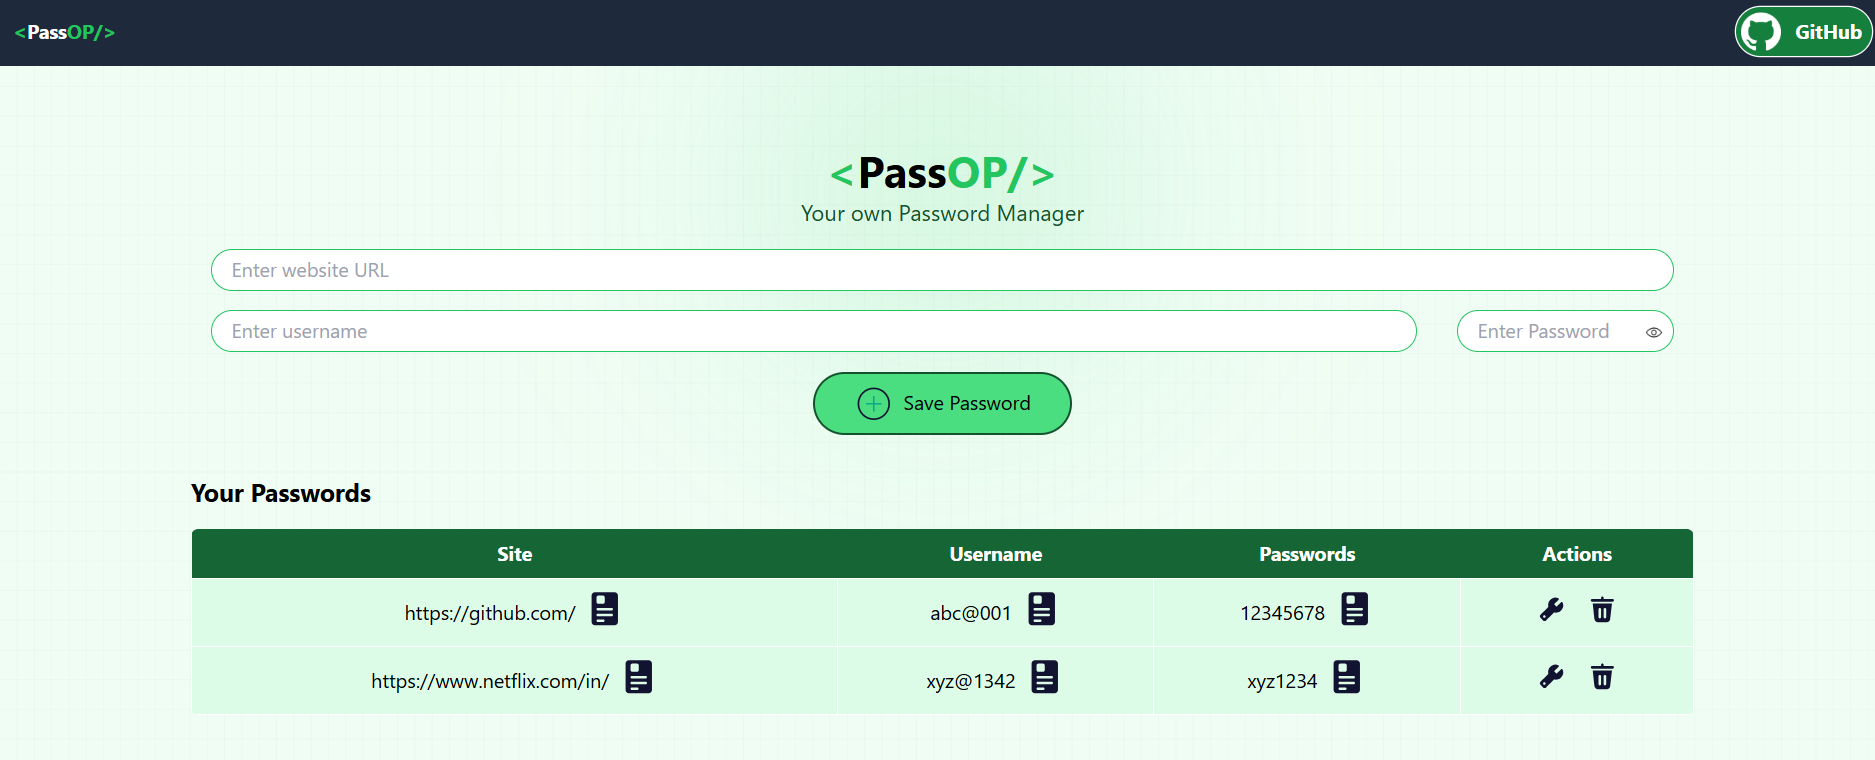 <PassOP/>
GitHub
<PassOP/>
Your own Password Manager
Enter website URL
Enter username
Enter Password
Save Password
Your Passwords
Site Username Passwords Actions
https://github.com/ abc@001 12345678
https://www.netflix.com/in/ xyz@1342 xyz1234